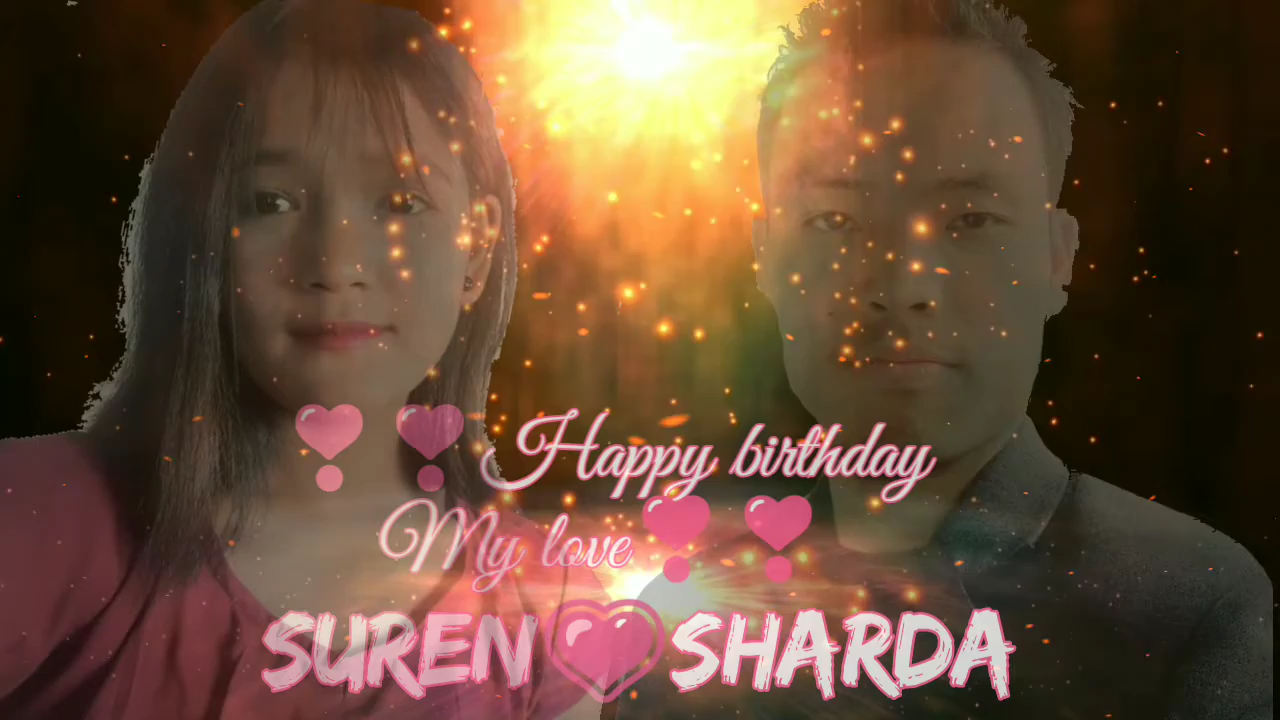 ❣ ❣ Happy birthday
My love ❣ ❣
SUREN 💗 SHARDA